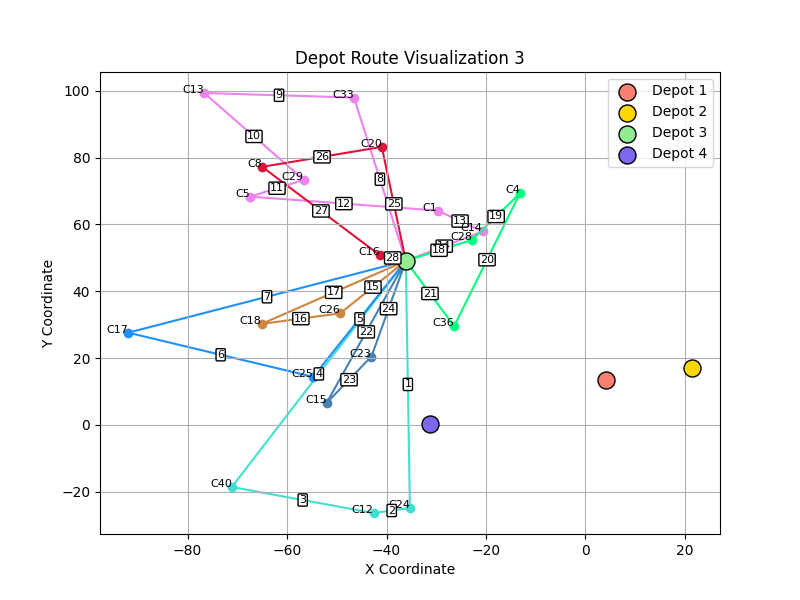 Depot Route Visualization 3
Depot 1
Depot 2
Depot 3
Depot 4
Y Coordinate
100
80
60
40
20
0
−20
−80
−60
−40
−20
0
20
X Coordinate
C13
9
C33
10
C20
C8
26
C29
8
C5
11
12
27
25
C1
13
C4
19
C14
C28
18
C16
28
20
7
17
15
21
C18
16
C26
5
24
C36
C17
22
6
C23
C25
4
23
1
C15
C40
3
C12
2
C24